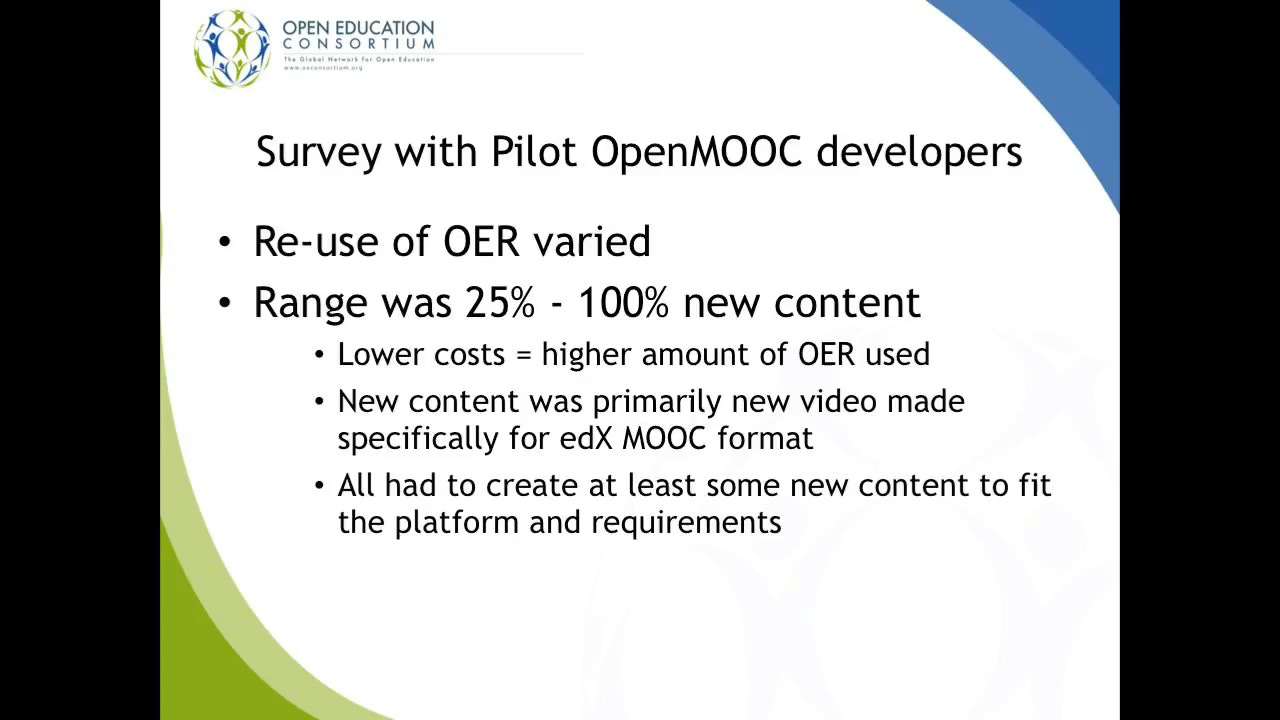 OPEN EDUCATION
CONSORTIUM
The Global Network for Open Education
www.oeconsortium.org
Survey with Pilot OpenMOOC developers
• Re-use of OER varied
• Range was 25% - 100% new content
• Lower costs = higher amount of OER used
• New content was primarily new video made
specifically for edX MOOC format
• All had to create at least some new content to fit
the platform and requirements